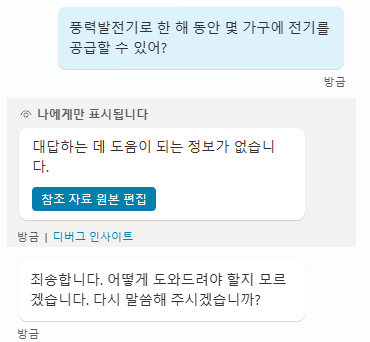 풍력발전기로 한 해 동안 몇 가구에 전기를
공급할 수 있어?
방금
나에게만 표시됩니다
대답하는 데 도움이 되는 정보가 없습니
다.
참조 자료 원본 편집
방금 | 디버그 인사이트
죄송합니다. 어떻게 도와드려야 할지 모르
겠습니다. 다시 말씀해 주시겠습니까?
방금